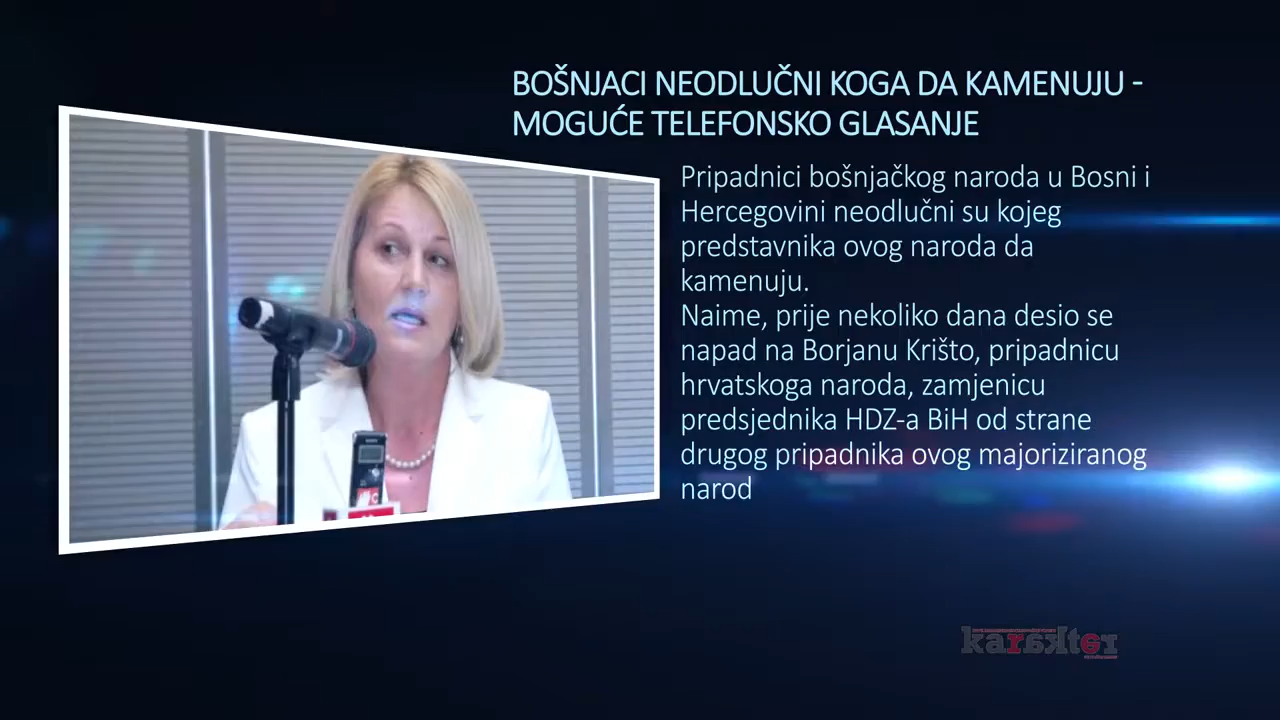 BOŠNJACI NEODLUČNI KOGA DA KAMENUJU -
MOGUĆE TELEFONSKO GLASANJE
Pripadnici bošnjačkog naroda u Bosni i
Hercegovini neodlučni su kojeg
predstavnika ovog naroda da
kamenuju.
Naime, prije nekoliko dana desio se
napad na Borjanu Krišto, pripadnicu
hrvatskoga naroda, zamjenicu
predsjednika HDZ-a BiH od strane
drugog pripadnika ovog majoriziranog
narod
karakter